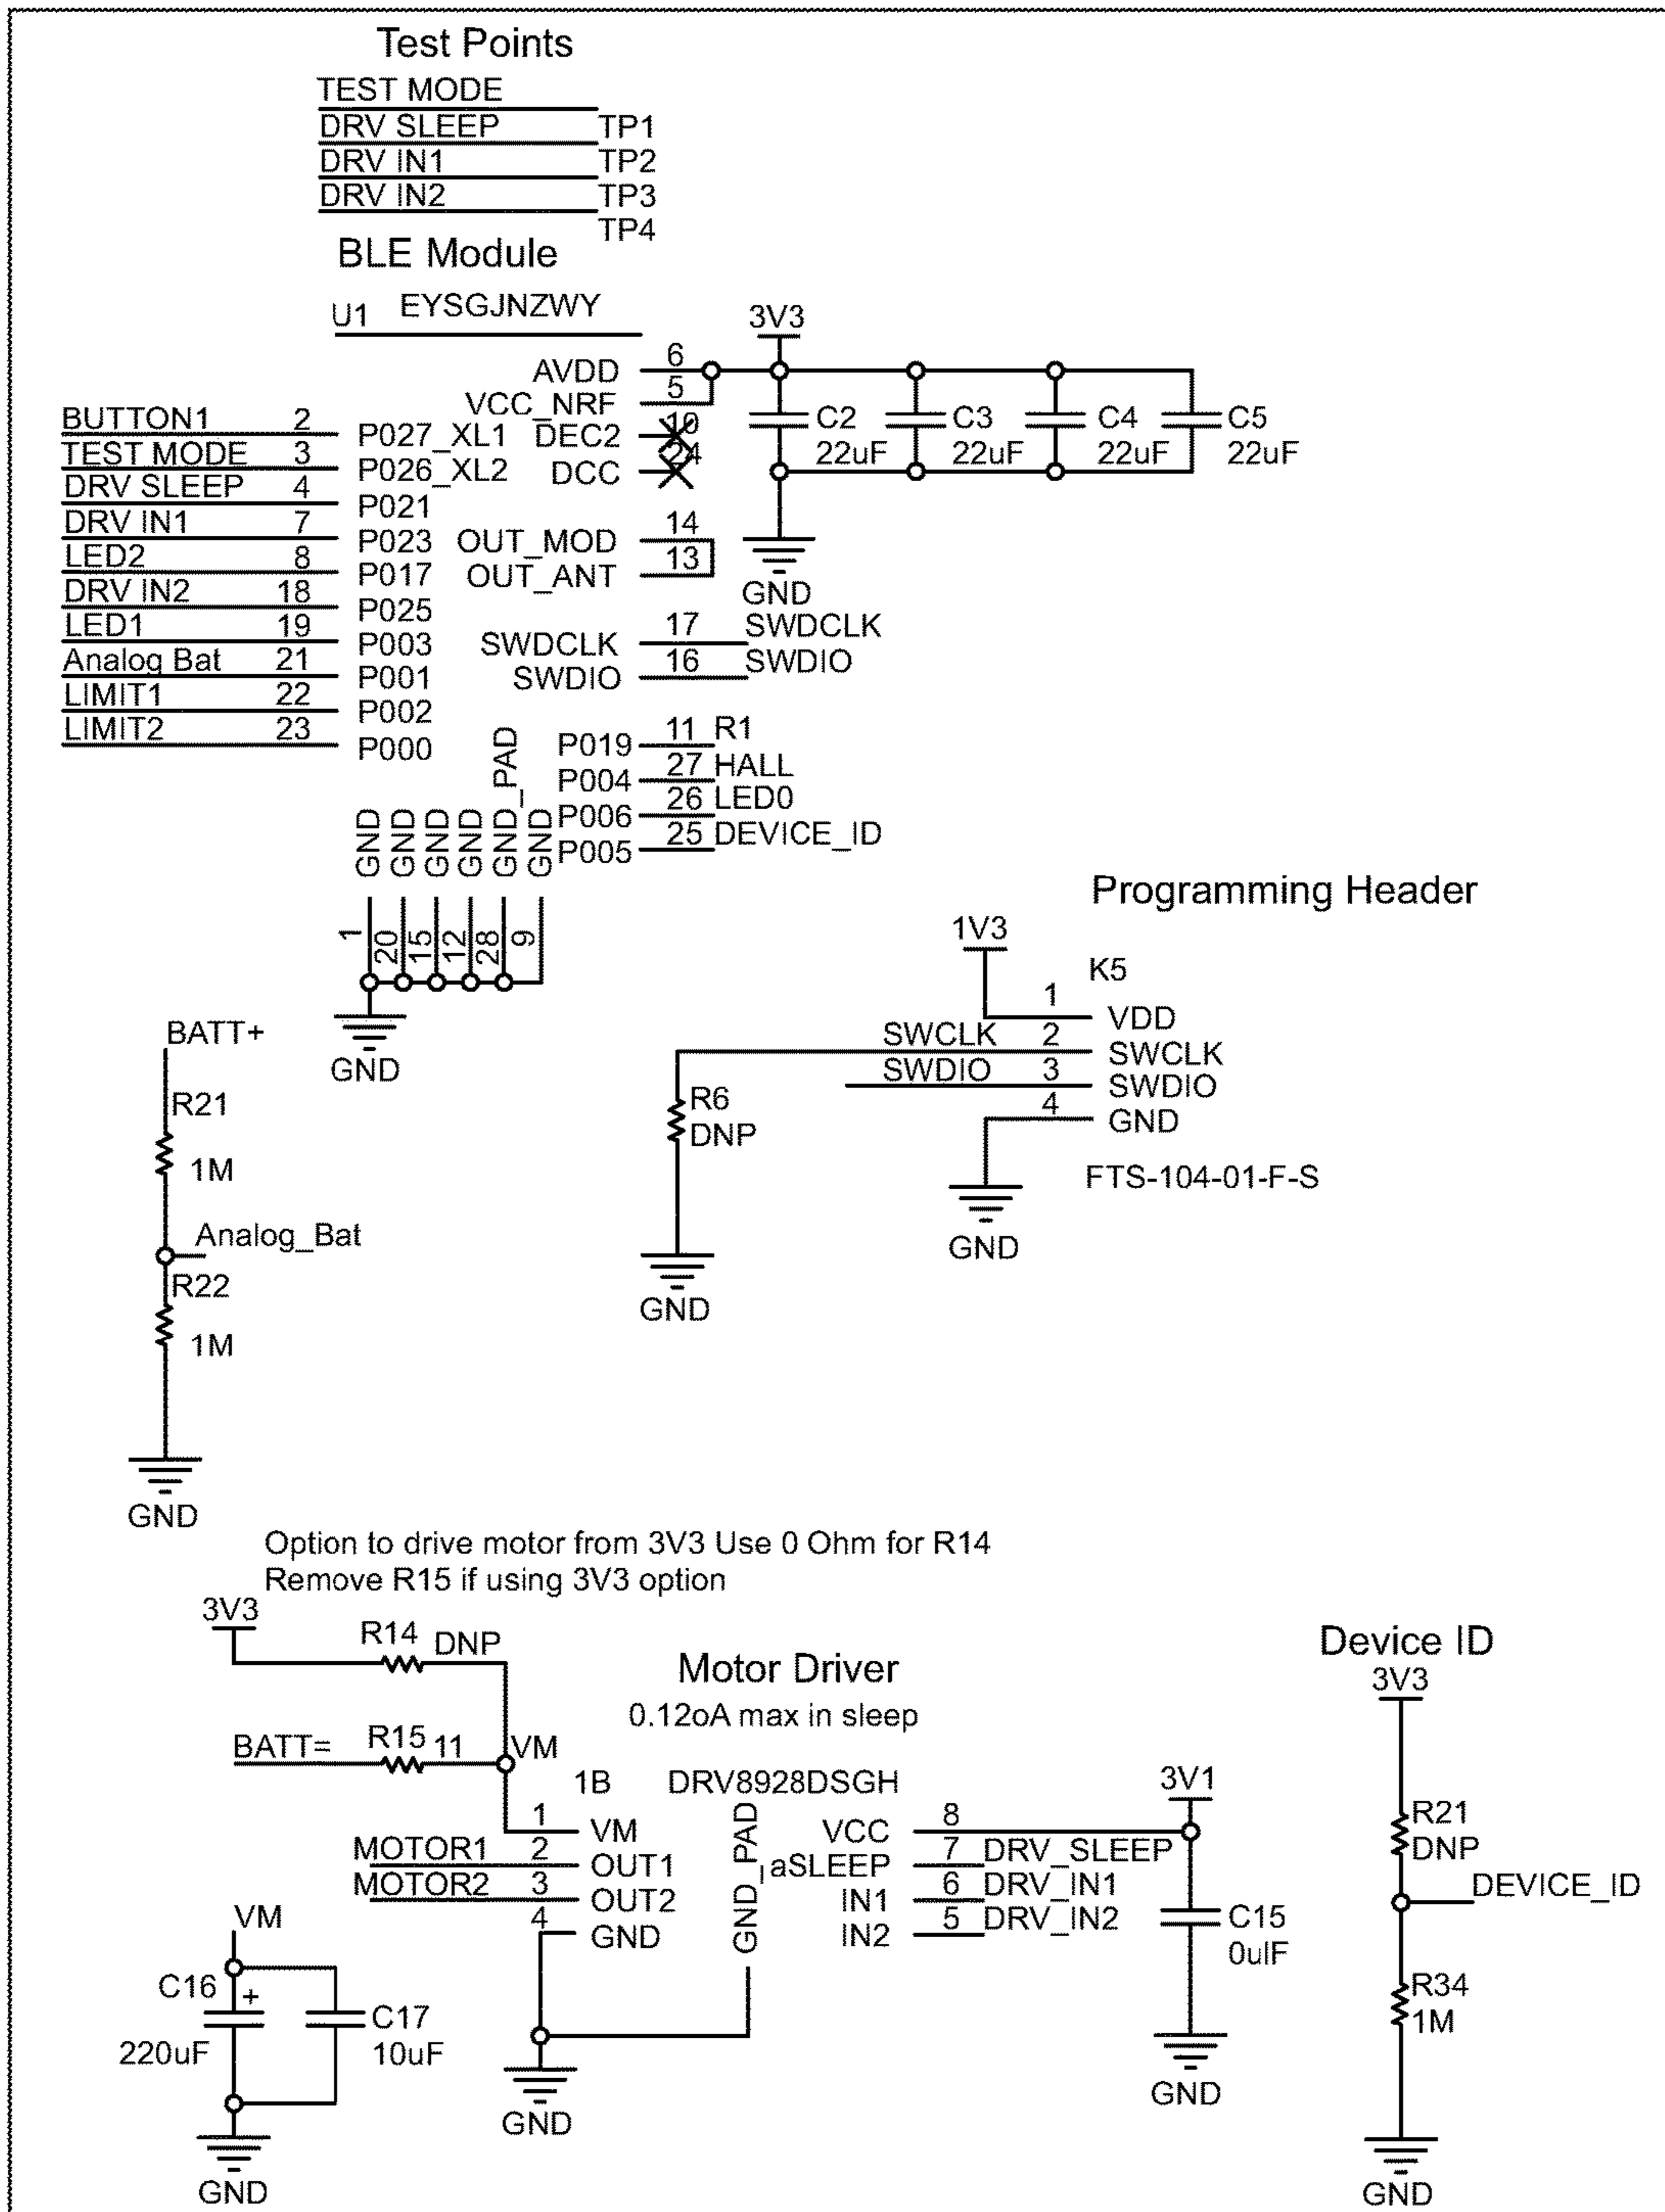 Test Points
TEST MODE
DRV SLEEP TP1
DRV IN1 TP2
DRV IN2 TP3
TP4
BLE Module
U1 EYSGJNZWY
3V3
AVDD 6
VCC_NRF 5
BUTTON1 2 P027_XL1 DEC2 10
TEST MODE 3 P026_XL2 DCC 24
DRV SLEEP 4 P021
DRV IN1 7 P023 OUT_MOD 14
LED2 8 P017 OUT_ANT 13
DRV IN2 18 P025
LED1 19 P003 SWDCLK 17 SWDCLK
Analog Bat 21 P001 SWDIO 16 SWDIO
LIMIT1 22 P002
LIMIT2 23 P000
C2 C3 C4 C5
22uF 22uF 22uF 22uF
GND
P019 11 R1
P004 27 HALL
P006 26 LED0
P005 25 DEVICE_ID
GND GND GND GND GND_PAD GND
1 20 15 12 28 9
GND
Programming Header
1V3
K5
1 VDD
SWCLK 2 SWCLK
SWDIO 3 SWDIO
4 GND
FTS-104-01-F-S
R6
DNP
GND
GND
BATT+
R21
1M
Analog_Bat
R22
1M
GND
Option to drive motor from 3V3 Use 0 Ohm for R14
Remove R15 if using 3V3 option
3V3
R14 DNP
BATT= R15 11 VM
Motor Driver
0.12oA max in sleep
1B DRV8928DSGH
1 VM
MOTOR1 2 OUT1
MOTOR2 3 OUT2
4 GND
GND_PAD
VCC 8
aSLEEP 7 DRV_SLEEP
IN1 6 DRV_IN1
IN2 5 DRV_IN2
3V1
C15
0ulF
GND
GND
VM
C16 +
220uF
C17
10uF
GND
Device ID
3V3
R21
DNP
DEVICE_ID
R34
1M
GND